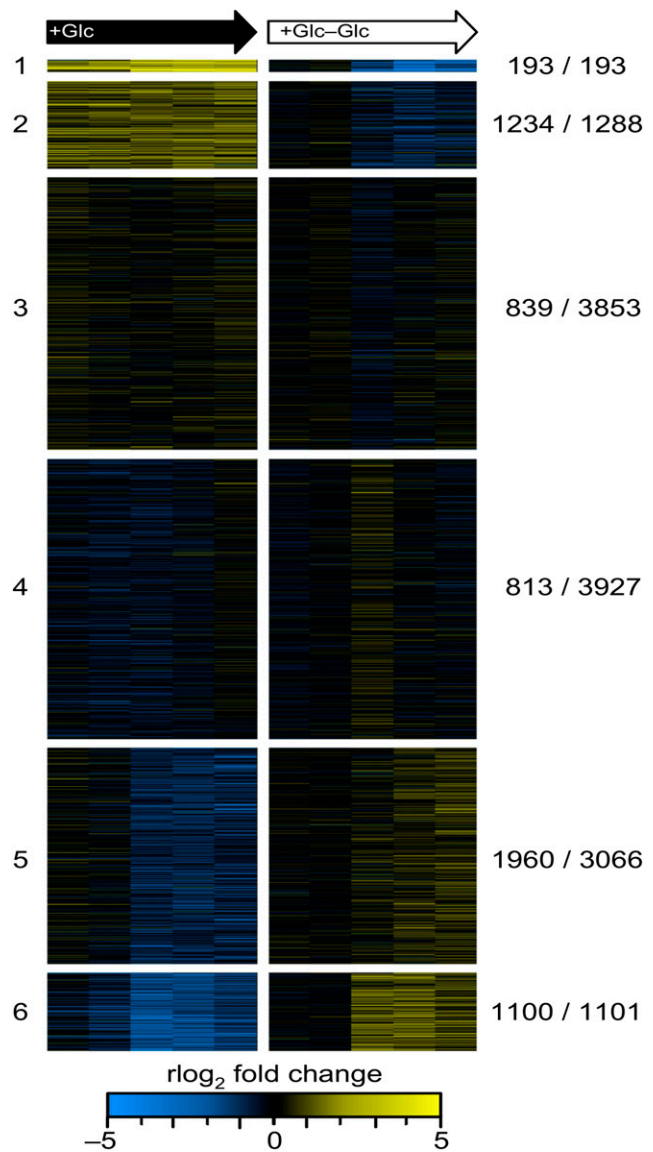 +Glc
+Glc–Glc
1 193 / 193
2 1234 / 1288
3 839 / 3853
4 813 / 3927
5 1960 / 3066
6 1100 / 1101
rlog2 fold change
–5 0 5